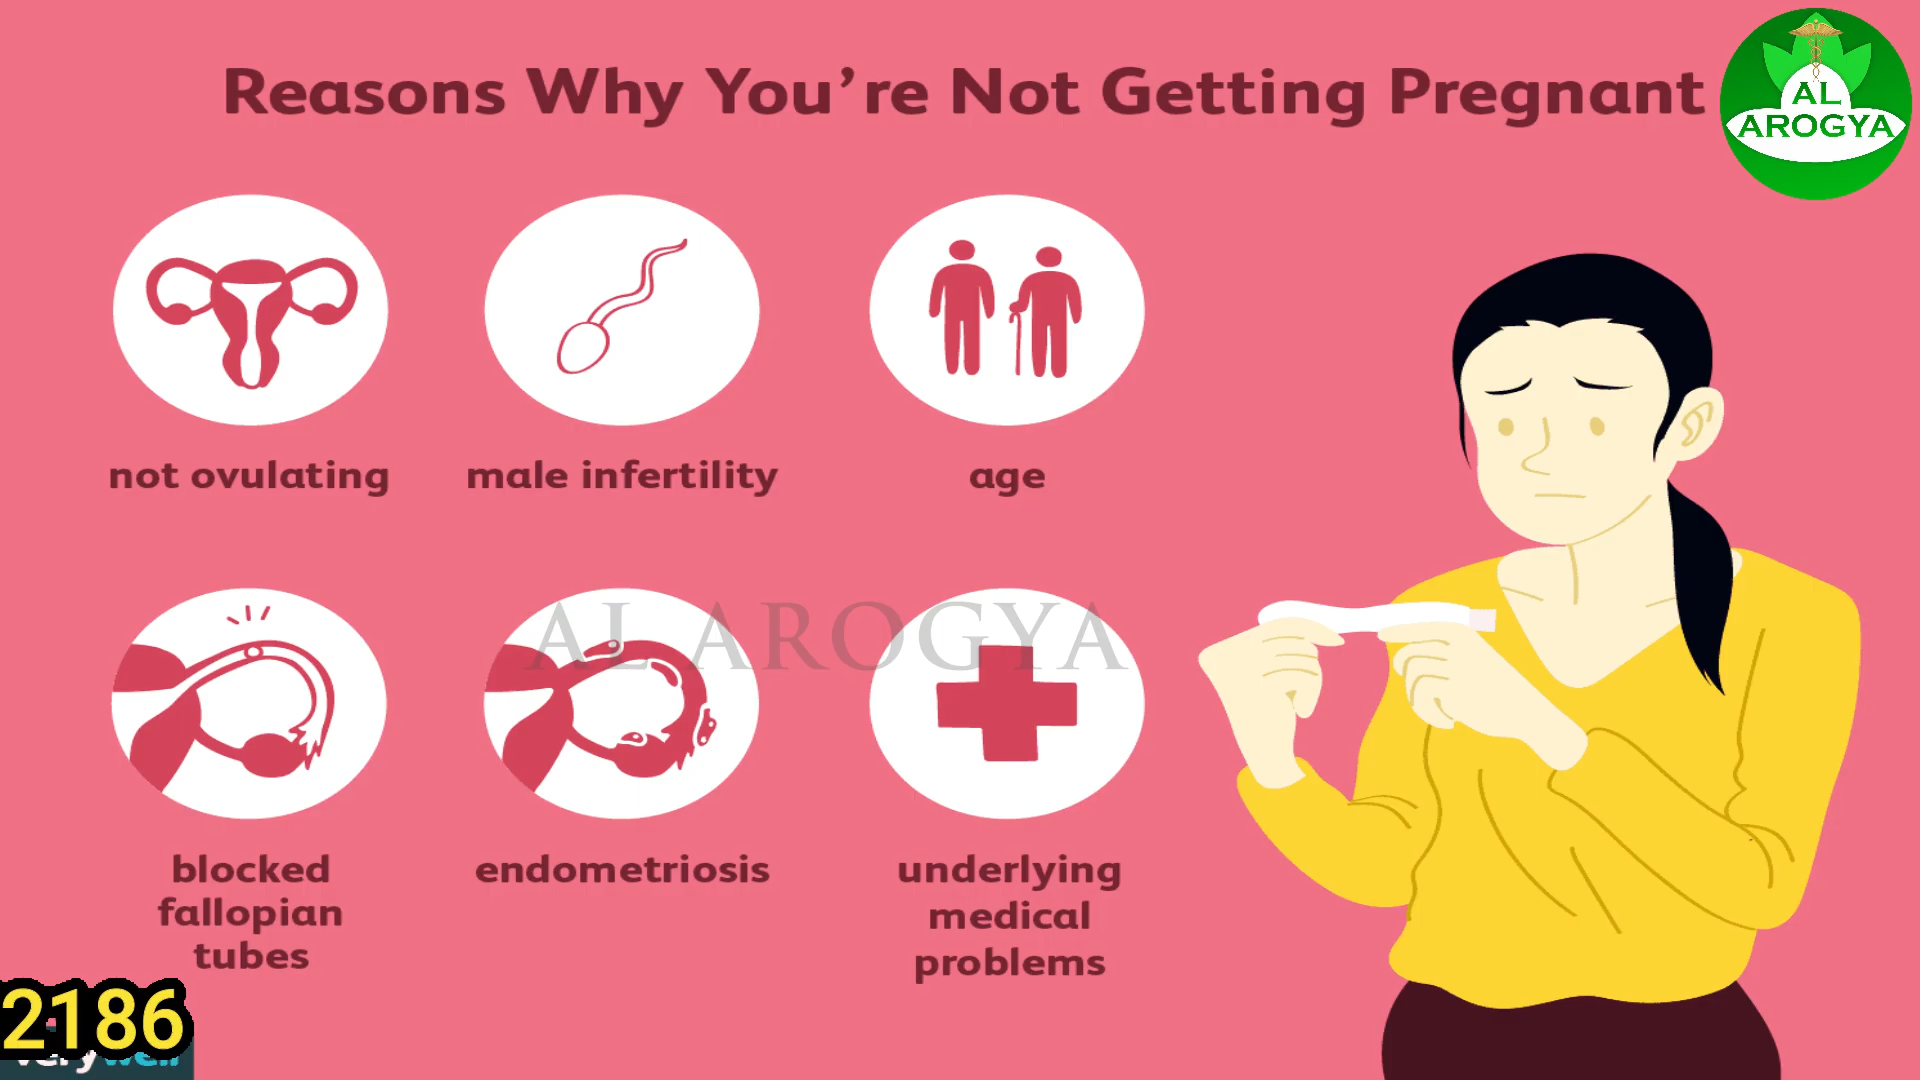 Reasons Why You're Not Getting Pregnant
AL
AROGYA
not ovulating
male infertility
age
AL AROGYA
blocked
fallopian
tubes
endometriosis
underlying
medical
problems
2186
verywell